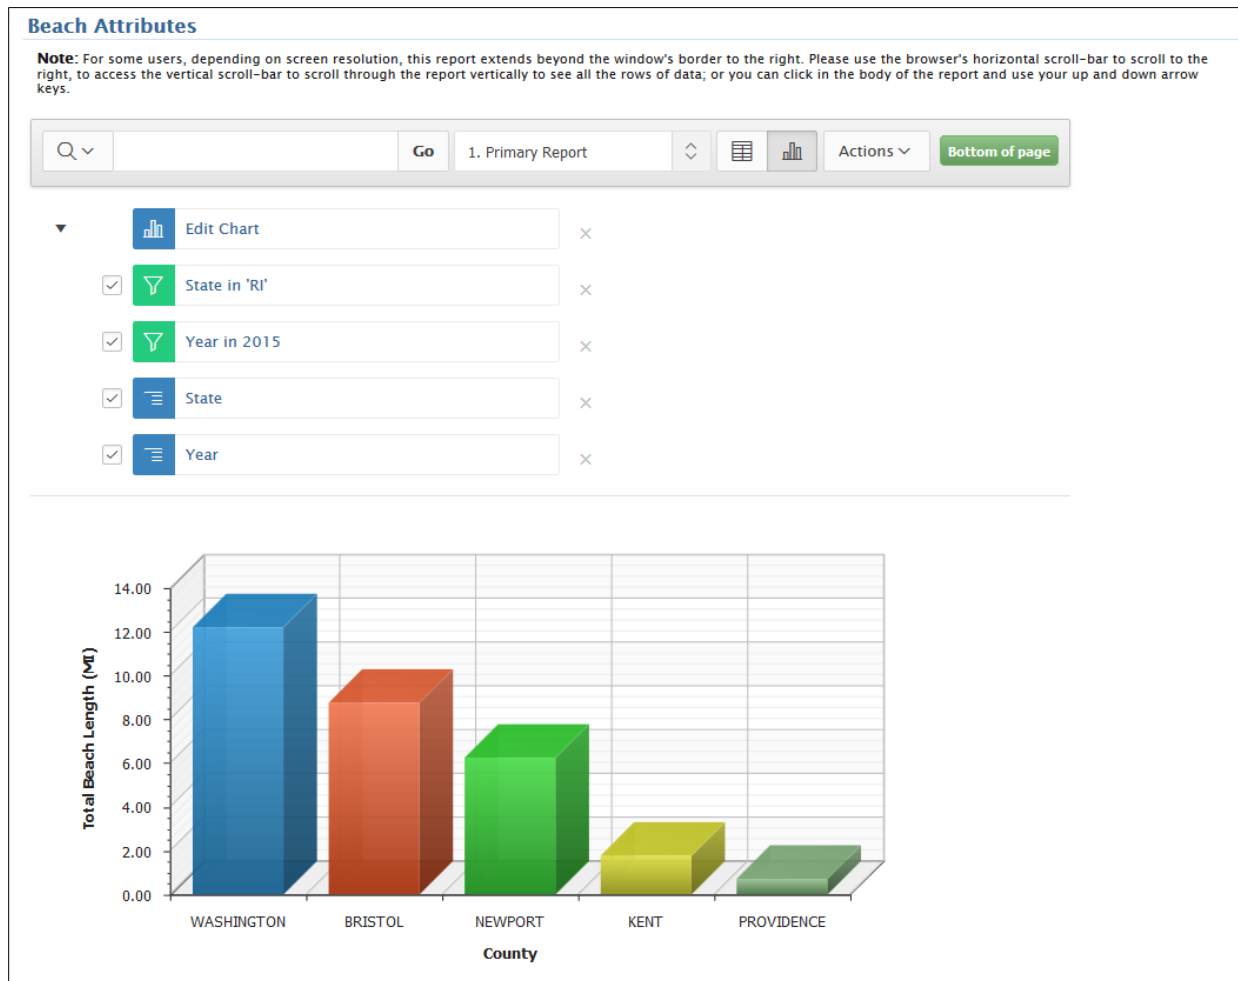 Beach Attributes
Note: For some users, depending on screen resolution, this report extends beyond the window's border to the right. Please use the browser's horizontal scroll-bar to scroll to the
right, to access the vertical scroll-bar to scroll through the report vertically to see all the rows of data; or you can click in the body of the report and use your up and down arrow
keys.
Go
1. Primary Report
Actions
Bottom of page
Edit Chart
State in 'RI'
Year in 2015
State
Year
14.00
12.00
10.00
8.00
6.00
4.00
2.00
0.00
Total Beach Length (MI)
WASHINGTON
BRISTOL
NEWPORT
KENT
PROVIDENCE
County